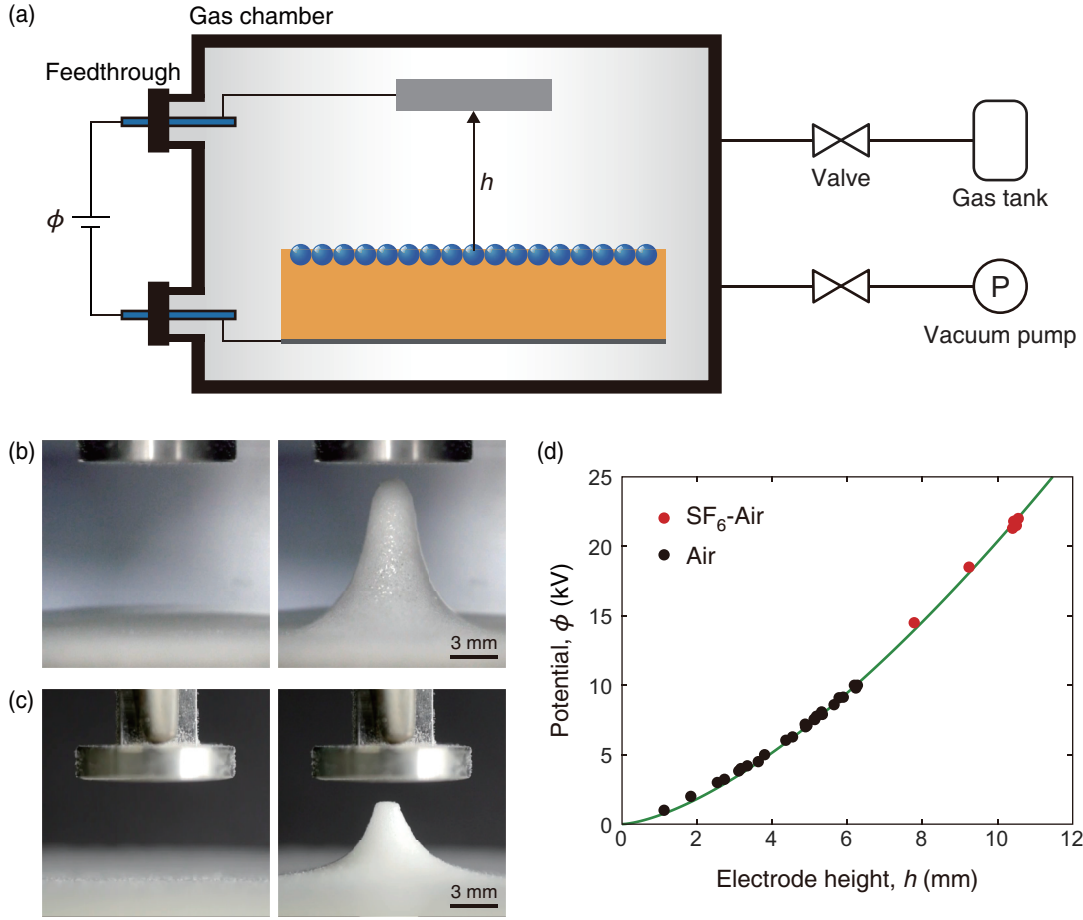 (a)
Gas chamber
Feedthrough
ϕ
h
Valve
Gas tank
P
Vacuum pump
(b)
3 mm
(c)
3 mm
(d)
25
20
15
10
5
0
Potential, ϕ (kV)
SF₆-Air
Air
0 2 4 6 8 10 12
Electrode height, h (mm)